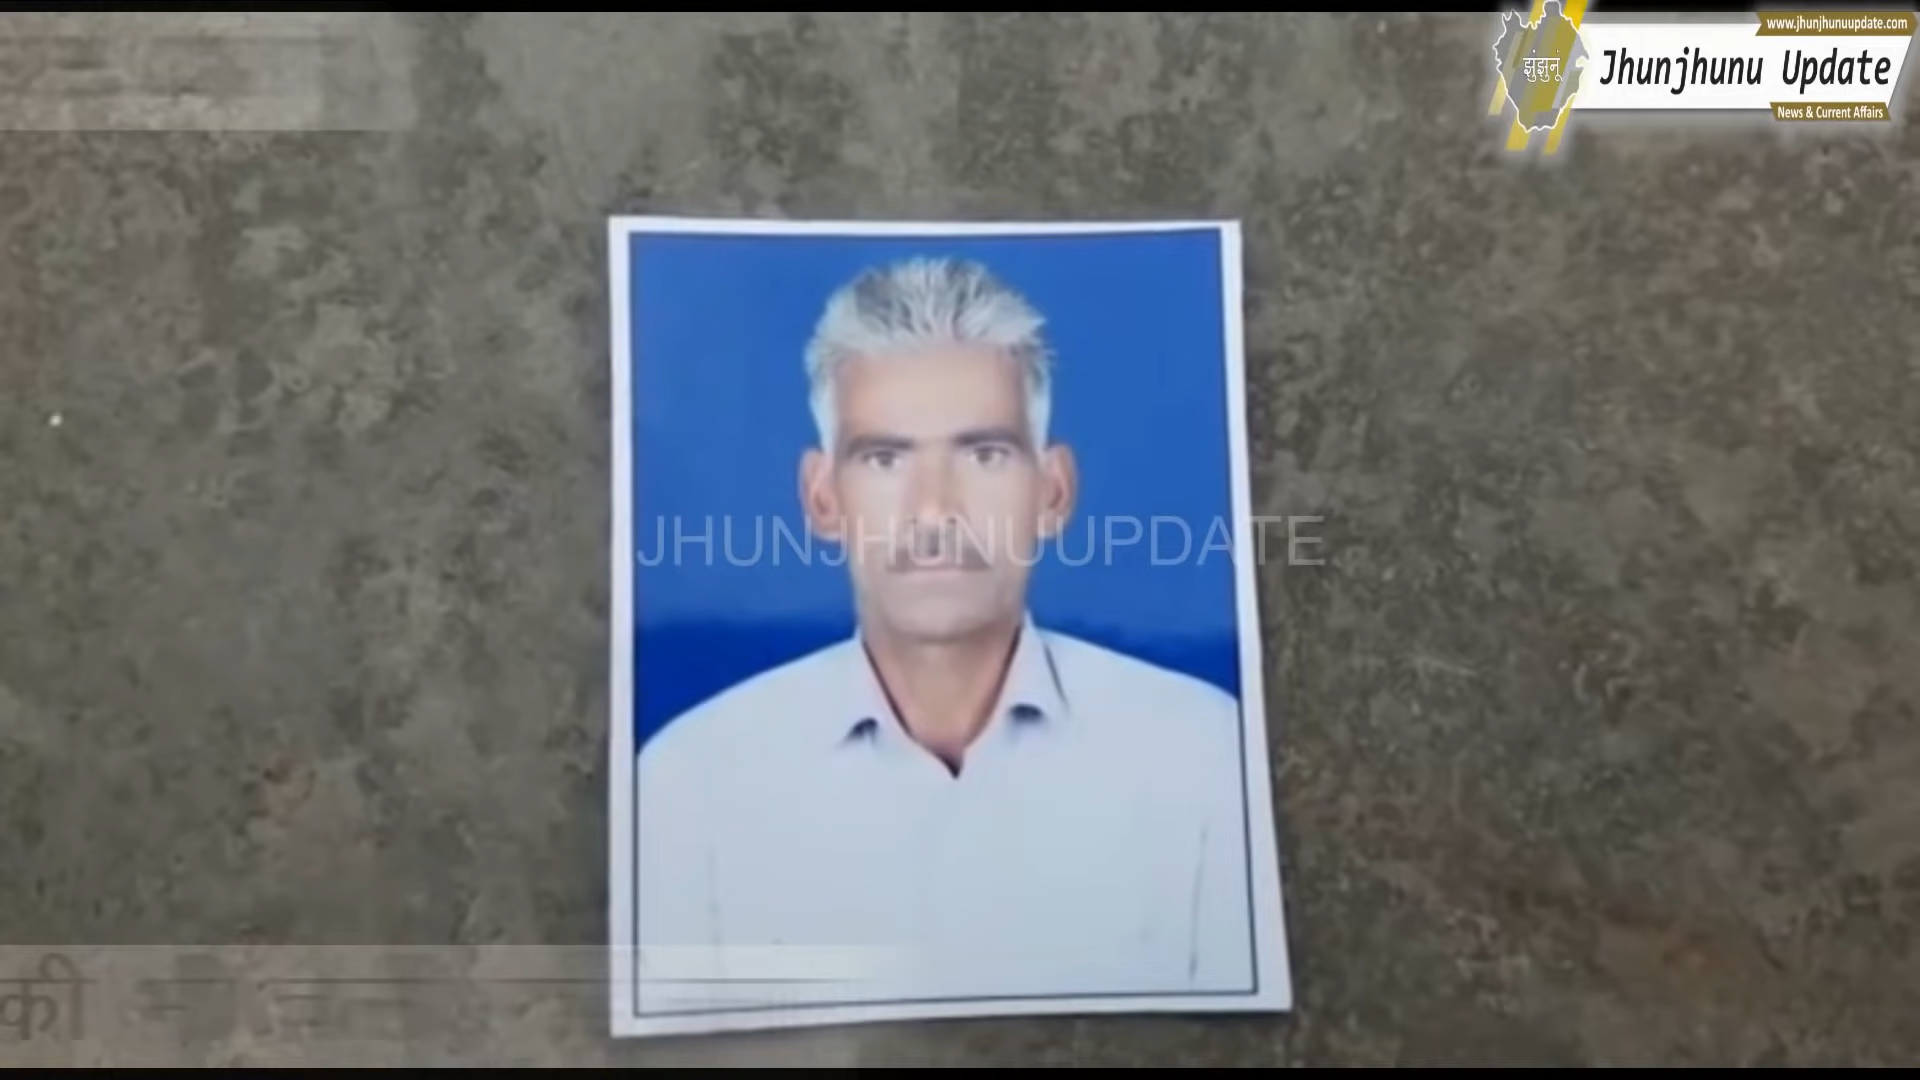 www.jhunjhunuupdate.com
झुंझुनूं
Jhunjhunu Update
News & Current Affairs
JHUNJHUNUUPDATE
की